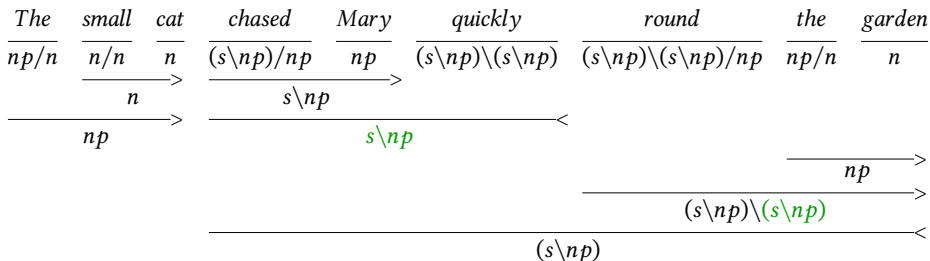 The small cat chased Mary quickly round the garden
np/n n/n n (s\np)/np np (s\np)\(s\np) (s\np)\(s\np)/np np/n n
> >
n s\np
> <
np s\np
>
np
>
(s\np)\(s\np)
<
(s\np)